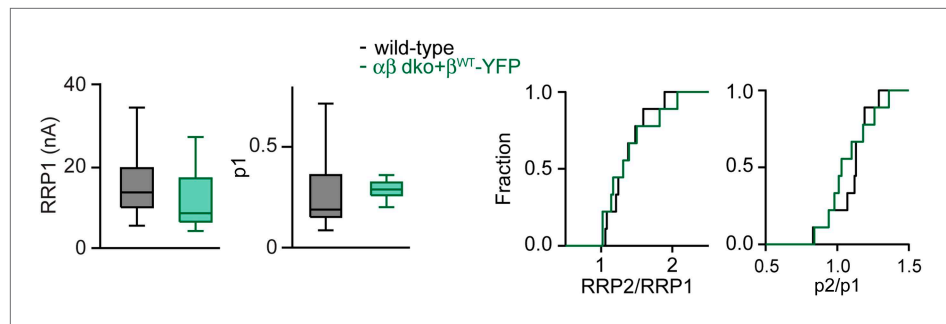 - wild-type
- αβ dko+β^WT-YFP
40
20
0
RRP1 (nA)
0.5
0
p1
1.0
0.5
0.0
Fraction
1
2
RRP2/RRP1
1.0
0.5
0.0
0.5
1.0
1.5
p2/p1